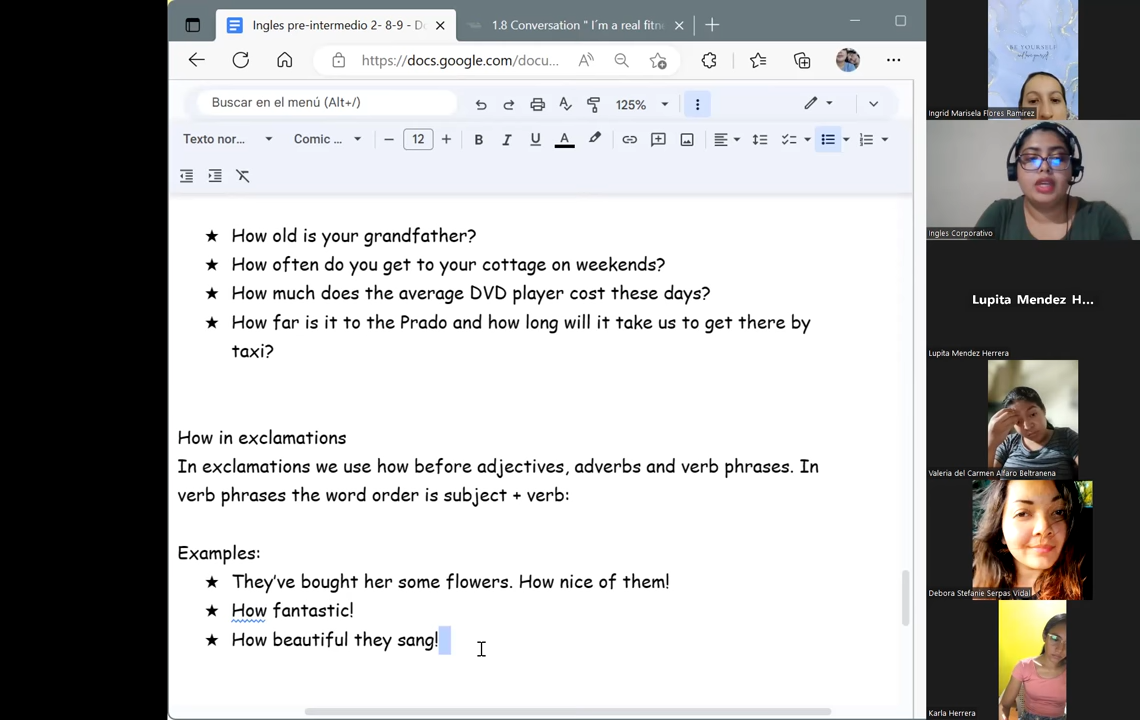 Ingles pre-intermedio 2- 8-9 - Do
1.8 Conversation " I´m a real fitn
https://docs.google.com/docu...
Buscar en el menú (Alt+/)
125%
Texto nor...
Comic ...
12
How old is your grandfather?
How often do you get to your cottage on weekends?
How much does the average DVD player cost these days?
How far is it to the Prado and how long will it take us to get there by
taxi?
How in exclamations
In exclamations we use how before adjectives, adverbs and verb phrases. In
verb phrases the word order is subject + verb:
Examples:
They've bought her some flowers. How nice of them!
How fantastic!
How beautiful they sang!
BE YOURSELF
Ingrid Marisela Flores Ramirez
Ingles Corporativo
Lupita Mendez H...
Lupita Mendez Herrera
Valeria del Carmen Alfaro Beltranena
Debora Stefanie Serpas Vidal
Karla Herrera